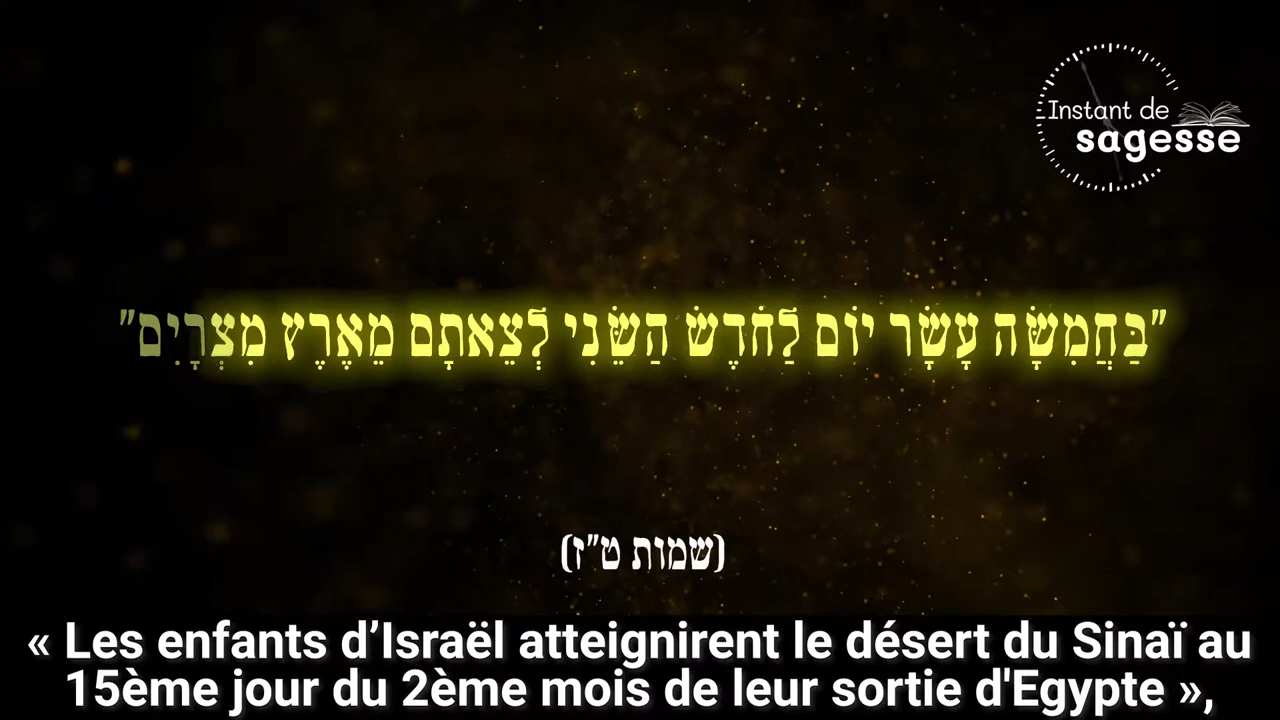 Instant de
sagesse
"בַּחֲמִשָּׁה עָשָׂר יוֹם לַחֹדֶשׁ הַשֵּׁנִי לְצֵאתָם מֵאֶרֶץ מִצְרָיִם"
(שמות ט"ז)
« Les enfants d’Israël atteignirent le désert du Sinaï au
15ème jour du 2ème mois de leur sortie d'Egypte »,